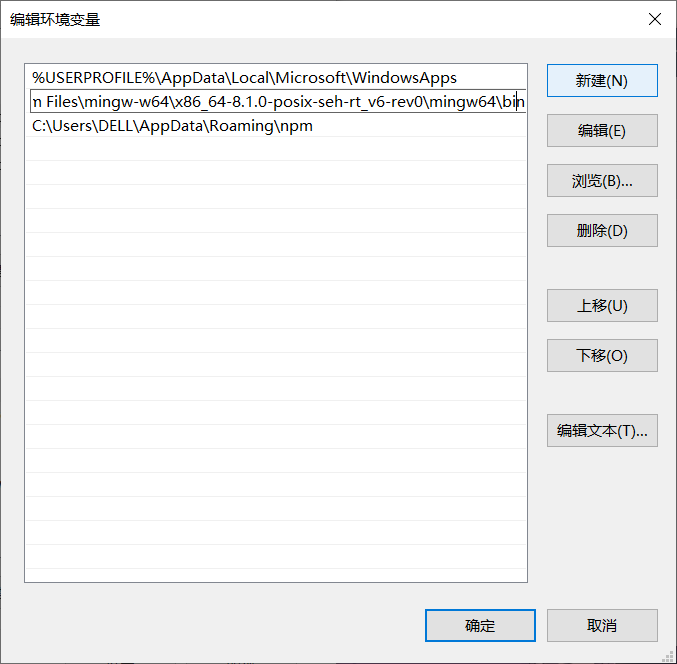 编辑环境变量
%USERPROFILE%\AppData\Local\Microsoft\WindowsApps
n Files\mingw-w64\x86_64-8.1.0-posix-seh-rt_v6-rev0\mingw64\bin
C:\Users\DELL\AppData\Roaming\npm
新建(N)
编辑(E)
浏览(B)...
删除(D)
上移(U)
下移(O)
编辑文本(T)...
确定
取消